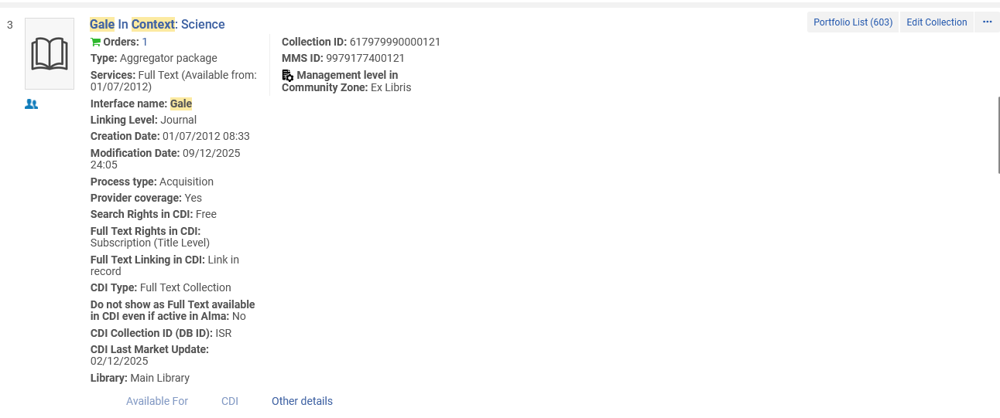 3
Gale In Context: Science
Portfolio List (603)
Edit Collection
Orders: 1
Type: Aggregator package
Services: Full Text (Available from:
01/07/2012)
Collection ID: 617979990000121
MMS ID: 9979177400121
Management level in
Community Zone: Ex Libris
Interface name: Gale
Linking Level: Journal
Creation Date: 01/07/2012 08:33
Modification Date: 09/12/2025
24:05
Process type: Acquisition
Provider coverage: Yes
Search Rights in CDI: Free
Full Text Rights in CDI:
Subscription (Title Level)
Full Text Linking in CDI: Link in
record
CDI Type: Full Text Collection
Do not show as Full Text available
in CDI even if active in Alma: No
CDI Collection ID (DB ID): ISR
CDI Last Market Update:
02/12/2025
Library: Main Library
Available For
CDI
Other details